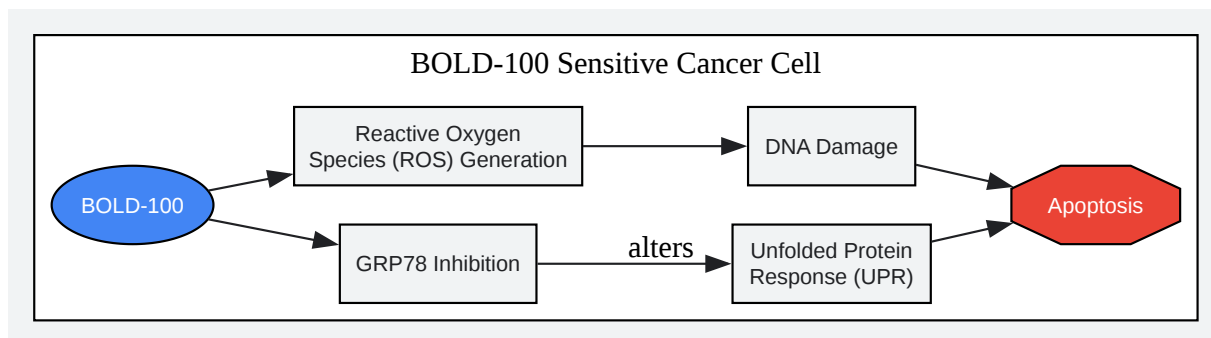 BOLD-100 Sensitive Cancer Cell
Reactive Oxygen
Species (ROS) Generation
DNA Damage
BOLD-100
Apoptosis
GRP78 Inhibition
alters
Unfolded Protein
Response (UPR)